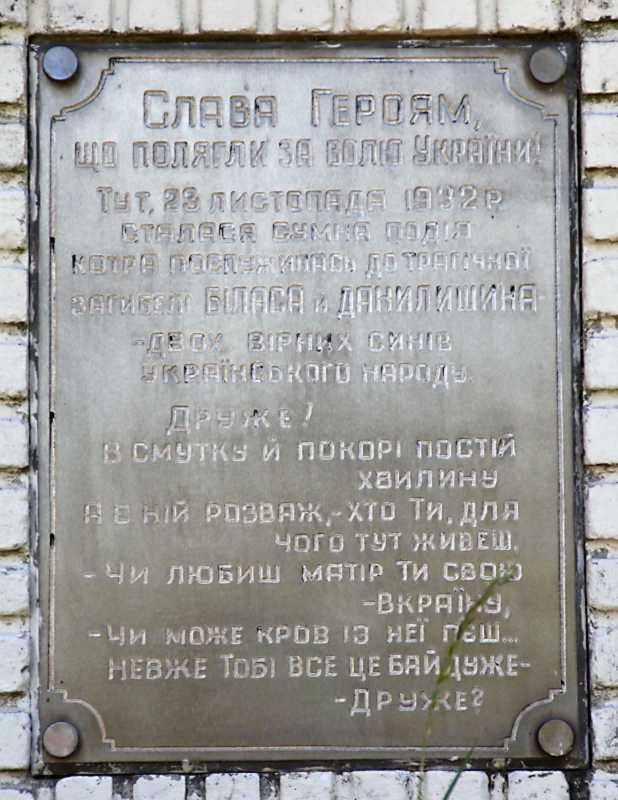 Слава Героям,
що полягли за волю України!
Тут, 23 листопада 1932 р.
сталася сумна подія
котра послужилась до трагічної
загибелі Біласа и Данилишина-
-двох вірних синів
українського народу.
Друже!
В смутку й покорі постій
хвилину
А в ній розваж,-хто Ти, для
чого тут живеш,
-Чи любиш матір Ти свою
-Вкраїну,
-Чи може кров із неї пєш...
Невже Тобі все це байдуже-
-Друже?